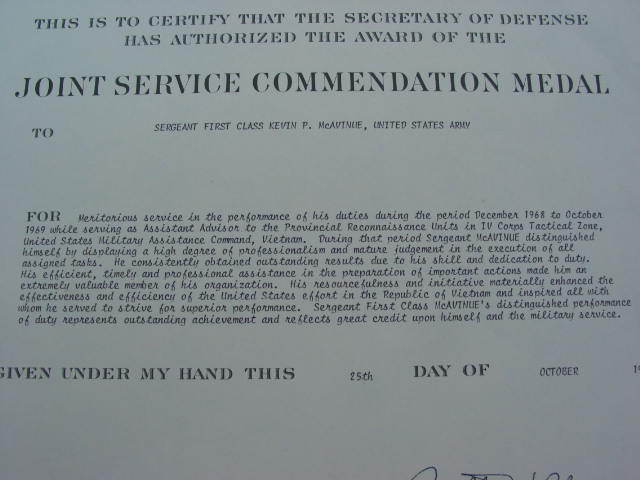 THIS IS TO CERTIFY THAT THE SECRETARY OF DEFENSE
HAS AUTHORIZED THE AWARD OF THE
JOINT SERVICE COMMENDATION MEDAL
TO SERGEANT FIRST CLASS KEVIN P. McAVINUE, UNITED STATES ARMY
FOR Meritorious service in the performance of his duties during the period December 1968 to October
1969 while serving as Assistant Advisor to the Provincial Reconnaissance Units in IV Corps Tactical Zone,
United States Military Assistance Command, Vietnam. During that period Sergeant McAVINUE distinguished
himself by displaying a high degree of professionalism and mature judgement in the execution of all
assigned tasks. He consistently obtained outstanding results due to his skill and dedication to duty.
His efficient, timely and professional assistance in the preparation of important actions made him an
extremely valuable member of his organization. His resourcefulness and initiative materially enhanced the
effectiveness and efficiency of the United States effort in the Republic of Vietnam and inspired all with
whom he served to strive for superior performance. Sergeant First Class McAVINUE's distinguished performance
of duty represents outstanding achievement and reflects great credit upon himself and the military service.
GIVEN UNDER MY HAND THIS 25th DAY OF OCTOBER 19